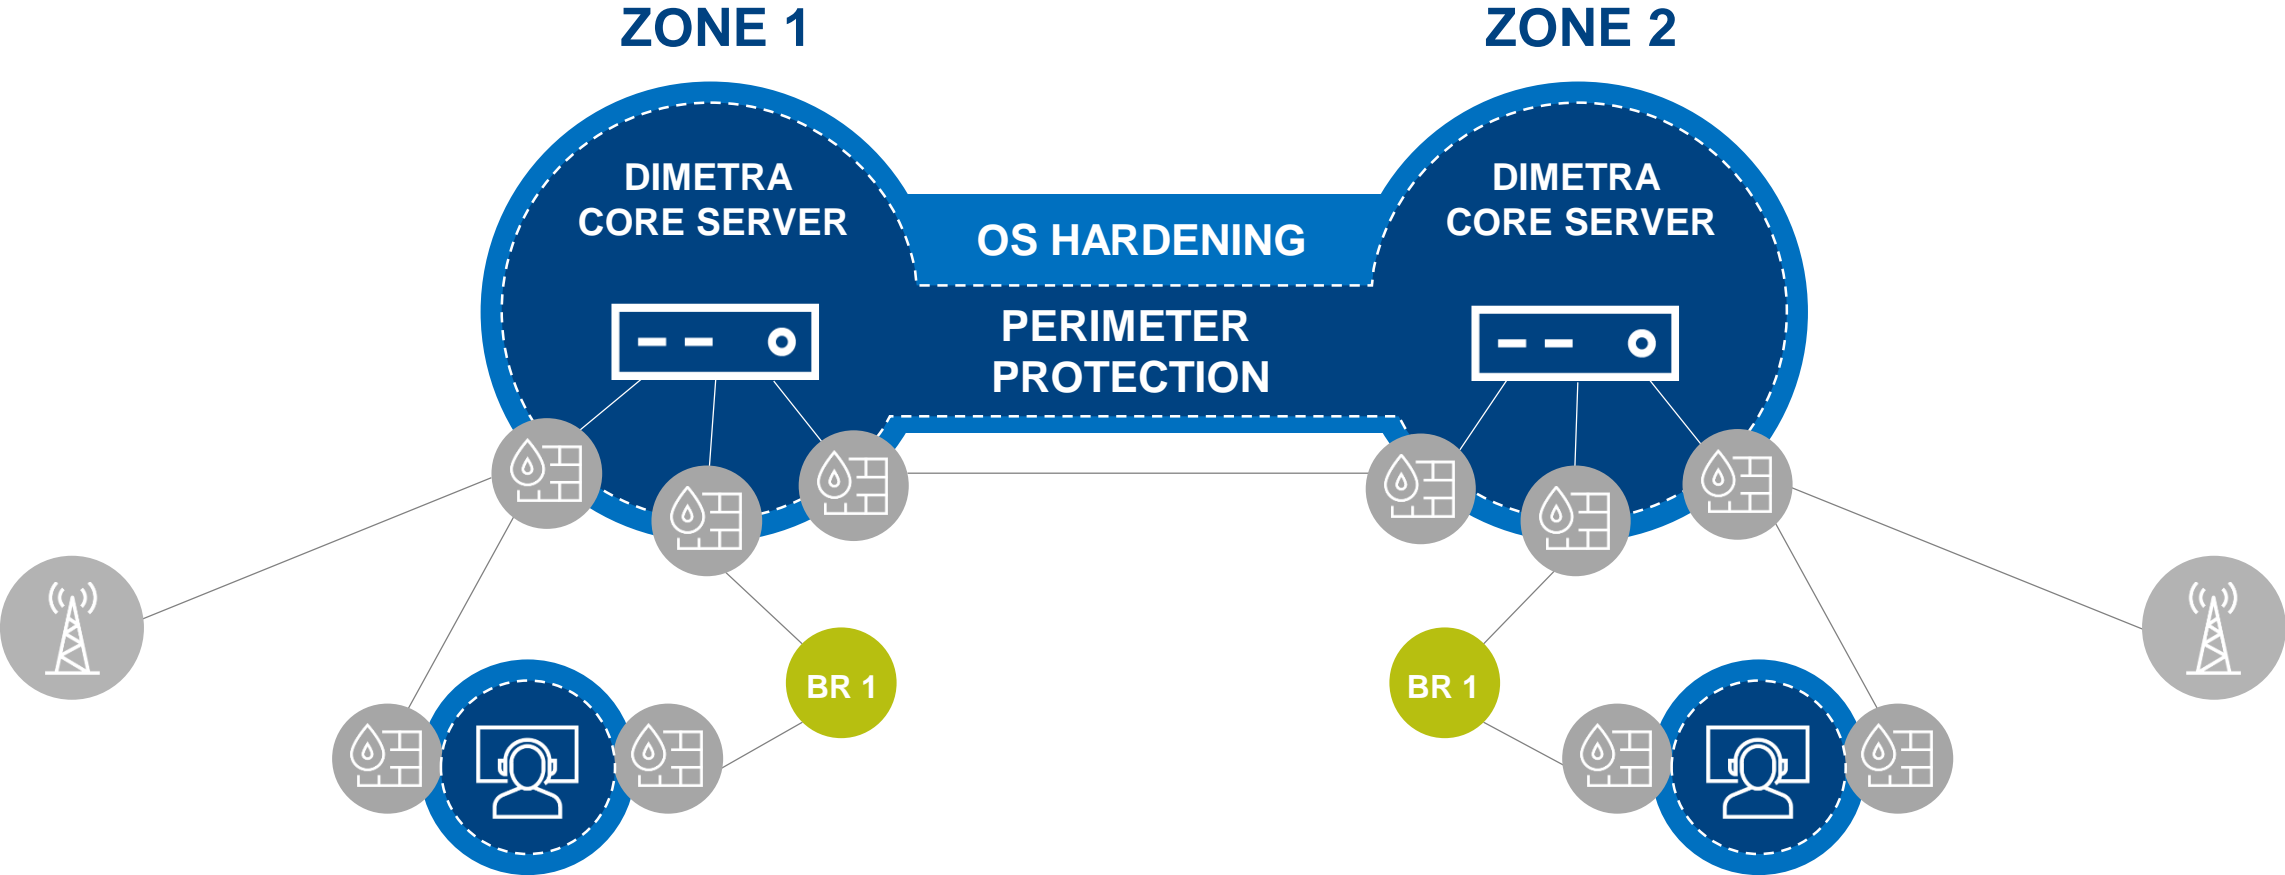 ZONE 1
ZONE 2
DIMETRA
CORE SERVER
OS HARDENING
PERIMETER
PROTECTION
DIMETRA
CORE SERVER
BR 1
BR 1